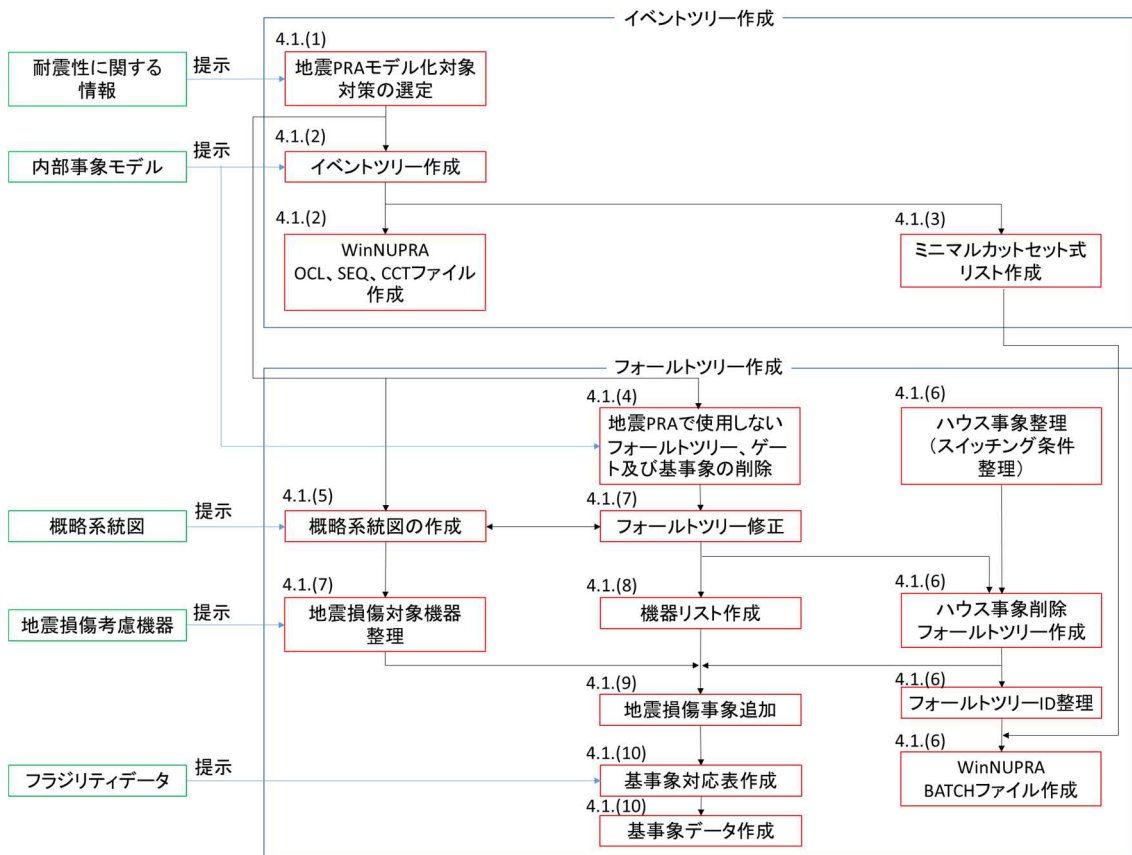 イベントツリー作成
4.1.(1)
耐震性に関する
情報
提示
地震PRAモデル化対象
対策の選定
4.1.(2)
内部事象モデル
提示
イベントツリー作成
4.1.(2)
WinNUPRA
OCL、SEQ、CCTファイル
作成
4.1.(3)
ミニマルカットセット式
リスト作成
フォールトツリー作成
4.1.(4)
地震PRAで使用しない
フォールトツリー、ゲー
ト及び基事象の削除
4.1.(6)
ハウス事象整理
（スイッチング条件
整理）
4.1.(5)
概略系統図
提示
概略系統図の作成
4.1.(7)
フォールトツリー修正
4.1.(7)
地震損傷考慮機器
提示
地震損傷対象機器
整理
4.1.(8)
機器リスト作成
4.1.(6)
ハウス事象削除
フォールトツリー作成
4.1.(9)
地震損傷事象追加
4.1.(6)
フォールトツリーID整理
4.1.(10)
フラジリティデータ
提示
基事象対応表作成
4.1.(6)
WinNUPRA
BATCHファイル作成
4.1.(10)
基事象データ作成